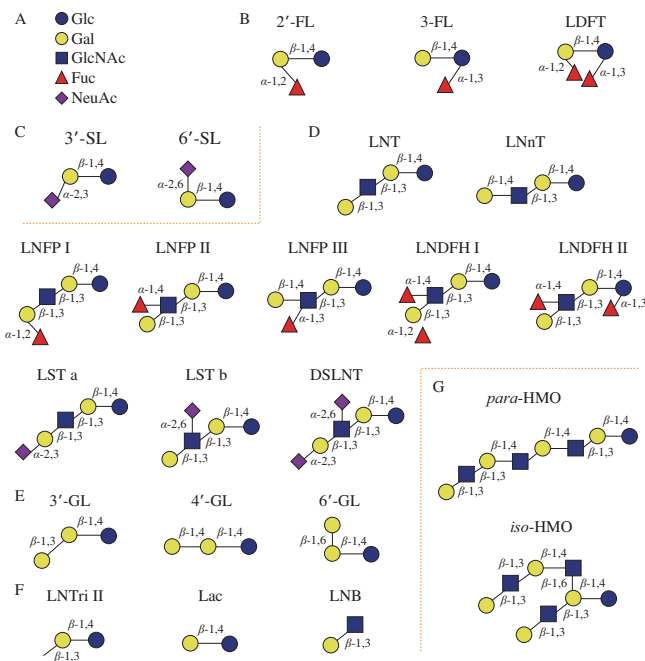 A
Glc
Gal
GlcNAc
Fuc
NeuAc
B
2′-FL
β-1,4
α-1,2
3-FL
β-1,4
α-1,3
LDFT
β-1,4
α-1,2
α-1,3
C
3′-SL
β-1,4
α-2,3
6′-SL
α-2,6
β-1,4
D
LNT
β-1,4
β-1,3
β-1,3
LNnT
β-1,4
β-1,4
β-1,3
LNFP I
β-1,4
β-1,3
β-1,3
α-1,2
LNFP II
β-1,4
α-1,4
β-1,3
β-1,3
LNFP III
β-1,4
β-1,4
β-1,3
α-1,3
LNDFH I
β-1,4
α-1,4
β-1,3
β-1,3
α-1,2
LNDFH II
β-1,4
α-1,4
β-1,3
α-1,3
β-1,3
LST a
β-1,4
β-1,3
β-1,3
α-2,3
LST b
α-2,6
β-1,4
β-1,3
β-1,3
DSLNT
α-2,6
β-1,4
β-1,3
β-1,3
α-2,3
E
3′-GL
β-1,4
β-1,3
4′-GL
β-1,4 β-1,4
6′-GL
β-1,6
β-1,4
F
LNTri II
β-1,4
β-1,3
Lac
β-1,4
LNB
β-1,3
G
para-HMO
β-1,4
β-1,4
β-1,4
β-1,3
β-1,3
β-1,3
iso-HMO
β-1,4
β-1,3
β-1,6
β-1,4
β-1,3
β-1,3
β-1,3